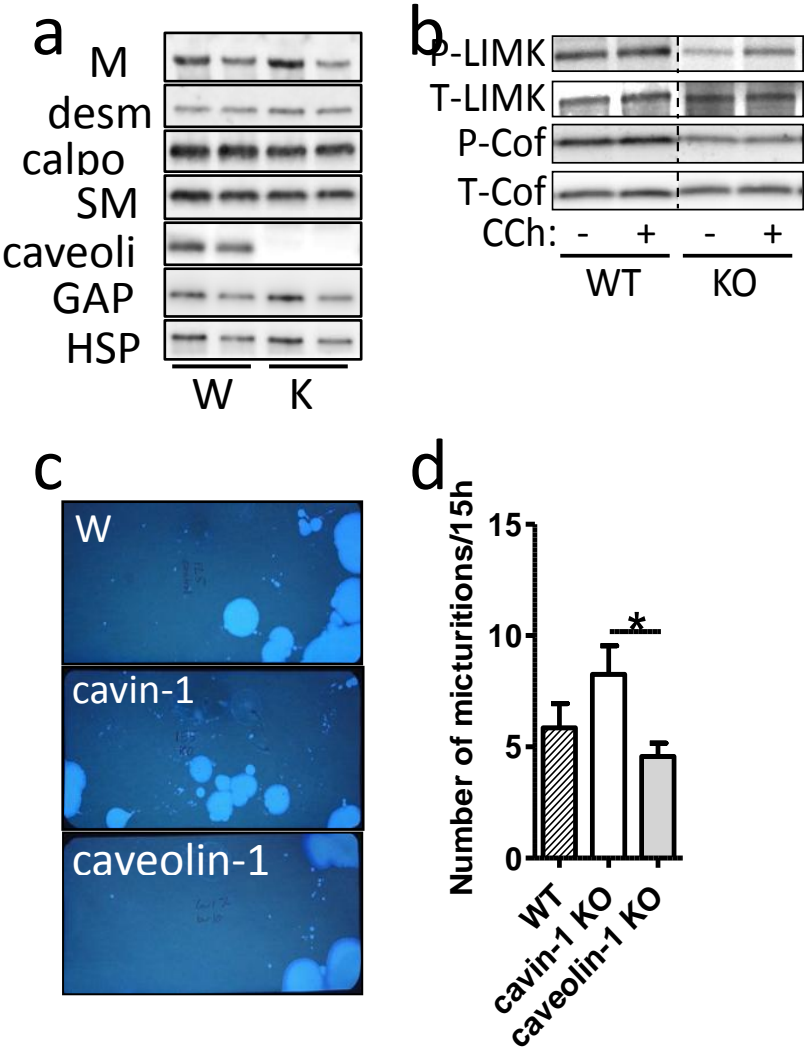 a
M
desm
calpo
SM
caveoli
GAP
HSP
W K
b
P-LIMK
T-LIMK
P-Cof
T-Cof
CCh: - + - +
WT KO
c
W
cavin-1
caveolin-1
d
Number of micturitions/15h
15
10
5
0
*
WT
cavin-1 KO
caveolin-1 KO